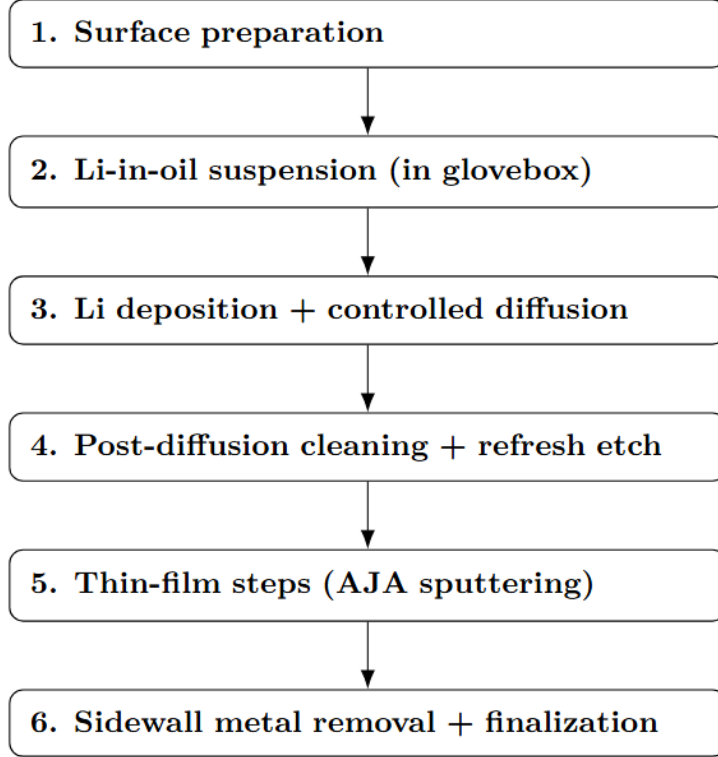 1. Surface preparation
2. Li-in-oil suspension (in glovebox)
3. Li deposition + controlled diffusion
4. Post-diffusion cleaning + refresh etch
5. Thin-film steps (AJA sputtering)
6. Sidewall metal removal + finalization